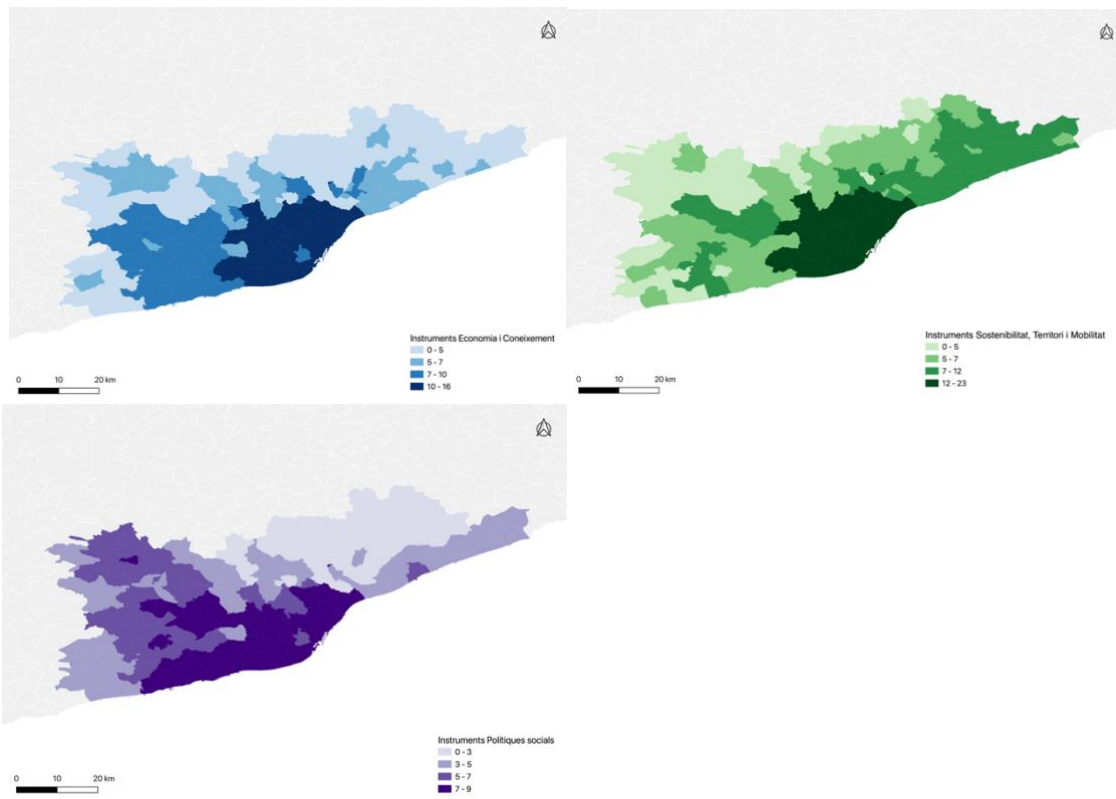 Instruments Economia i Coneixement
0 - 5
5 - 7
7 - 10
10 - 16
0 10 20 km
Instruments Sostenibilitat, Territori i Mobilitat
0 - 5
5 - 7
7 - 12
12 - 23
0 10 20 km
Instruments Polítiques socials
0 - 3
3 - 5
5 - 7
7 - 9
0 10 20 km